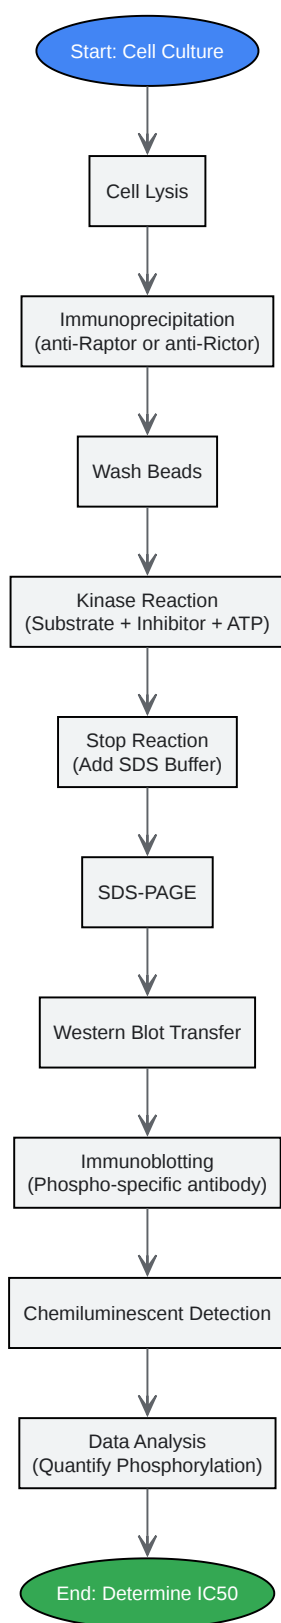 Start: Cell Culture
Cell Lysis
Immunoprecipitation
(anti-Raptor or anti-Rictor)
Wash Beads
Kinase Reaction
(Substrate + Inhibitor + ATP)
Stop Reaction
(Add SDS Buffer)
SDS-PAGE
Western Blot Transfer
Immunoblotting
(Phospho-specific antibody)
Chemiluminescent Detection
Data Analysis
(Quantify Phosphorylation)
End: Determine IC50